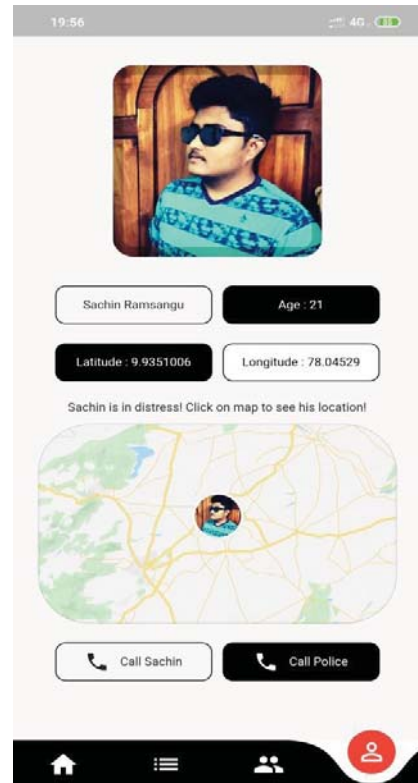 19:56
4G
Sachin Ramsangu
Age : 21
Latitude : 9.9351006
Longitude : 78.04529
Sachin is in distress! Click on map to see his location!
Call Sachin
Call Police